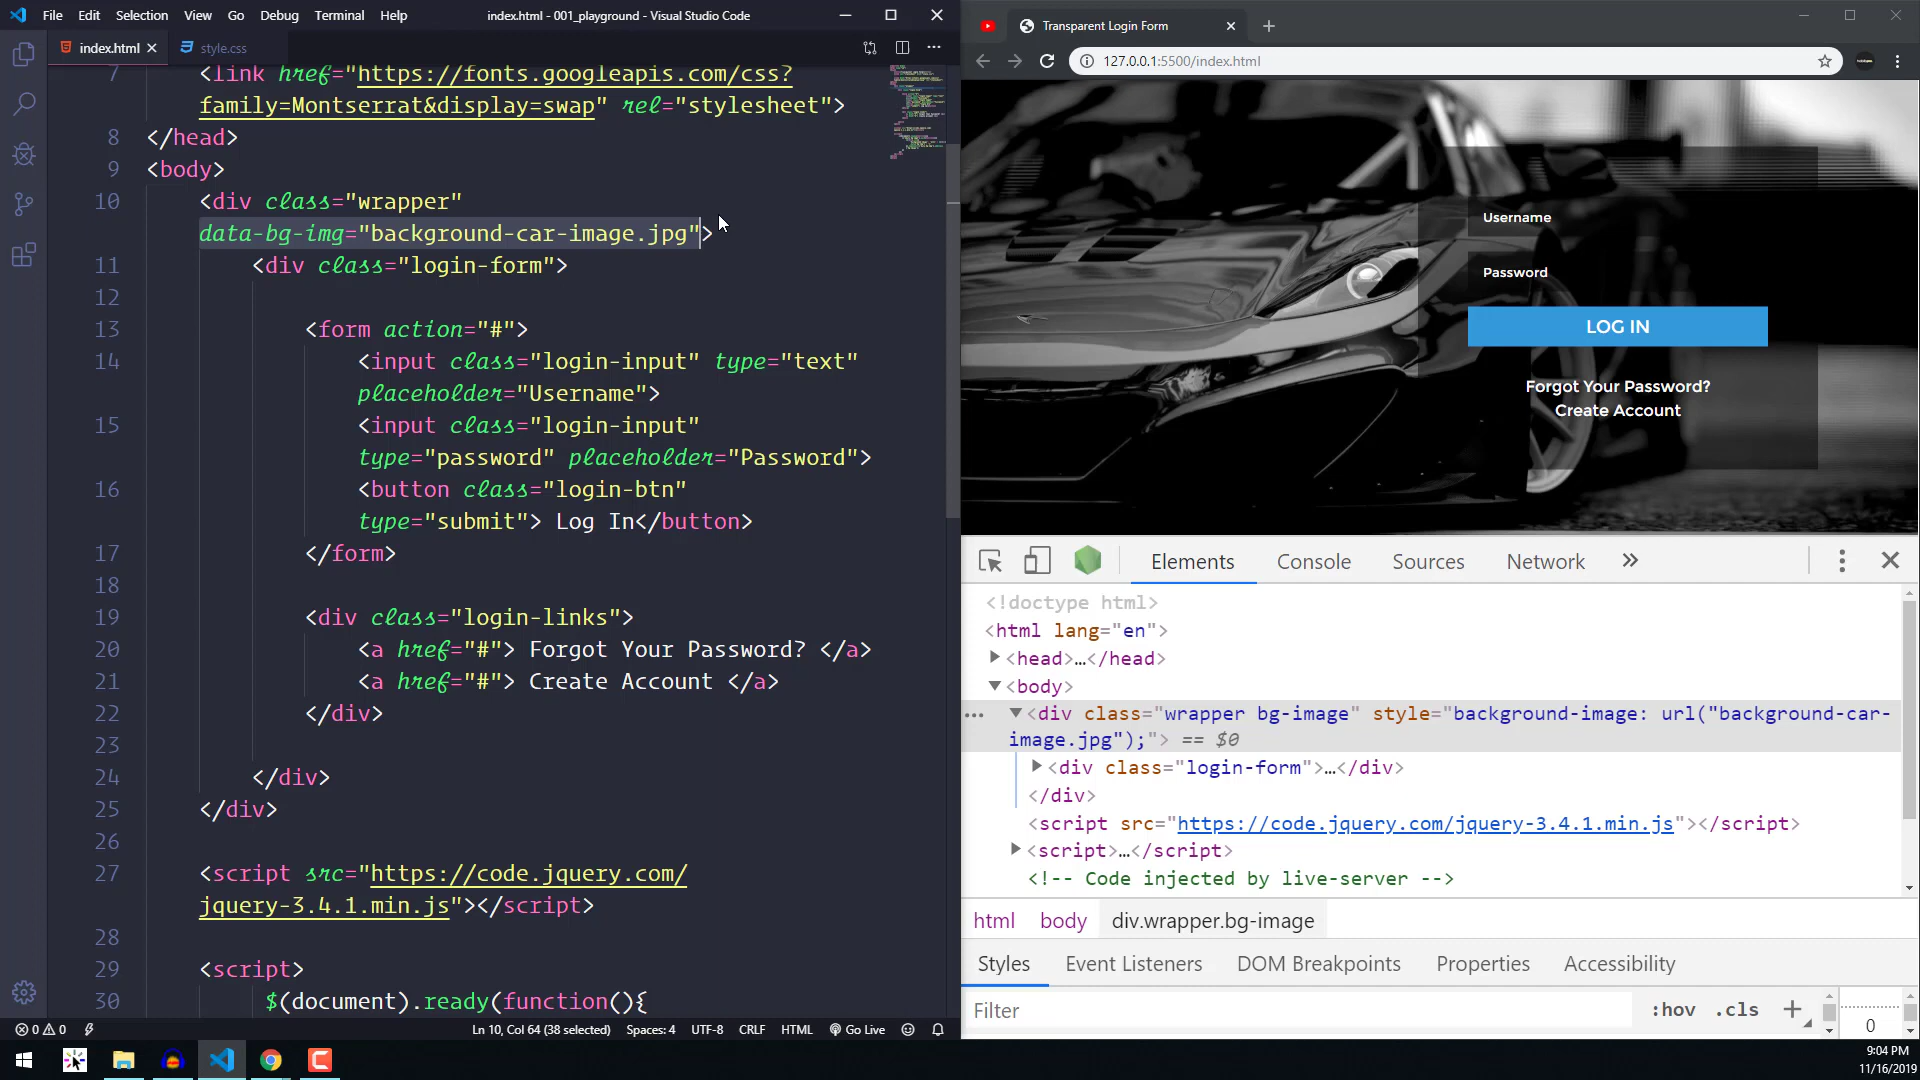 File Edit Selection View Go Debug Terminal Help index.html - 001_playground - Visual Studio Code
index.html style.css
7 <link href="https://fonts.googleapis.com/css?
family=Montserrat&display=swap" rel="stylesheet">
8 </head>
9 <body>
10 <div class="wrapper"
data-bg-img="background-car-image.jpg">
11 <div class="login-form">
12
13 <form action="#">
14 <input class="login-input" type="text"
placeholder="Username">
15 <input class="login-input"
type="password" placeholder="Password">
16 <button class="login-btn"
type="submit"> Log In</button>
17 </form>
18
19 <div class="login-links">
20 <a href="#"> Forgot Your Password? </a>
21 <a href="#"> Create Account </a>
22 </div>
23
24 </div>
25 </div>
26
27 <script src="https://code.jquery.com/
jquery-3.4.1.min.js"></script>
28
29 <script>
30 $(document).ready(function(){
0 0 Ln 10, Col 64 (38 selected) Spaces: 4 UTF-8 CRLF HTML Go Live
Transparent Login Form
127.0.0.1:5500/index.html
Username
Password
LOG IN
Forgot Your Password?
Create Account
Elements Console Sources Network
<!doctype html>
<html lang="en">
<head>…</head>
<body>
<div class="wrapper bg-image" style="background-image: url("background-car-
image.jpg");"> == $0
<div class="login-form">…</div>
</div>
<script src="https://code.jquery.com/jquery-3.4.1.min.js"></script>
<script>…</script>
<!-- Code injected by live-server -->
html body div.wrapper.bg-image
Styles Event Listeners DOM Breakpoints Properties Accessibility
Filter :hov .cls
0
9:04 PM
11/16/2019